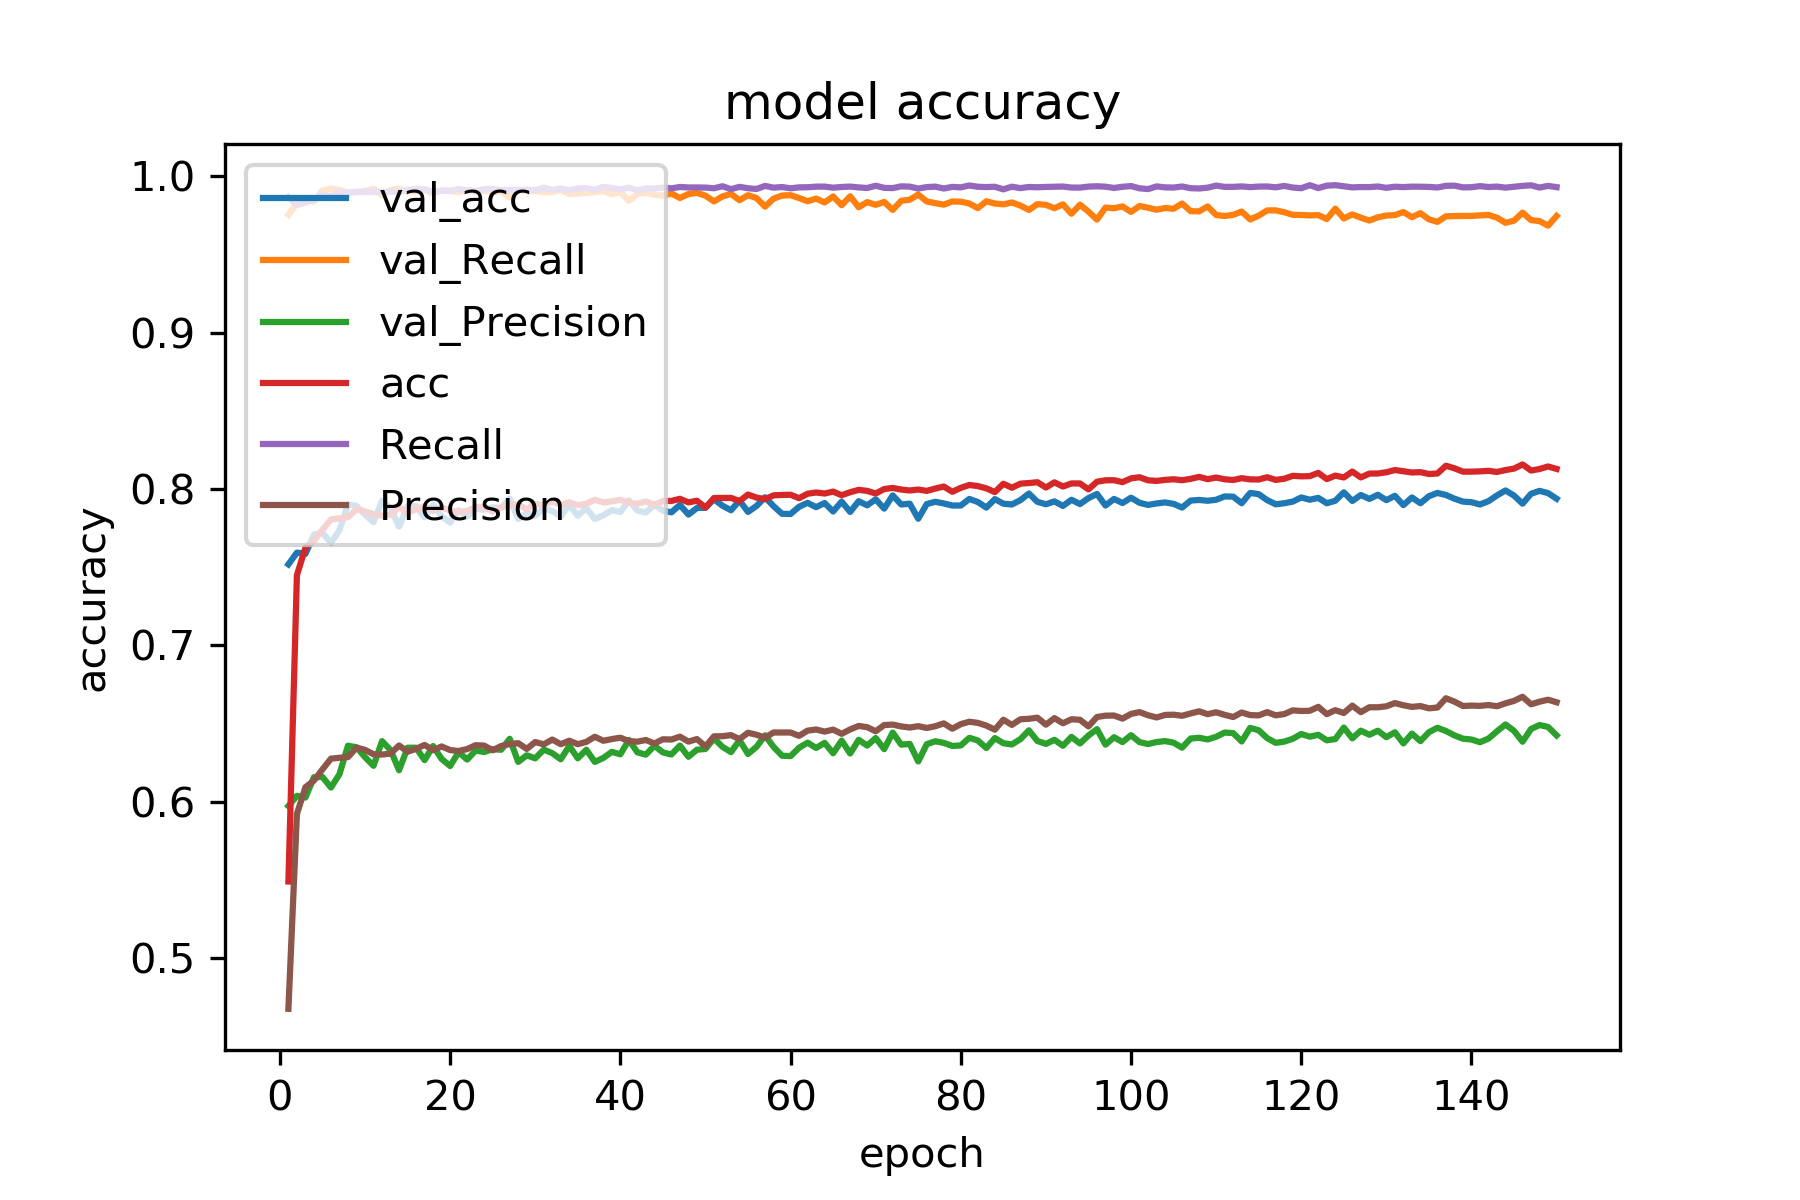 model accuracy
val_acc
val_Recall
val_Precision
acc
Recall
Precision
1.0
0.9
0.8
0.7
0.6
0.5
accuracy
0 20 40 60 80 100 120 140
epoch